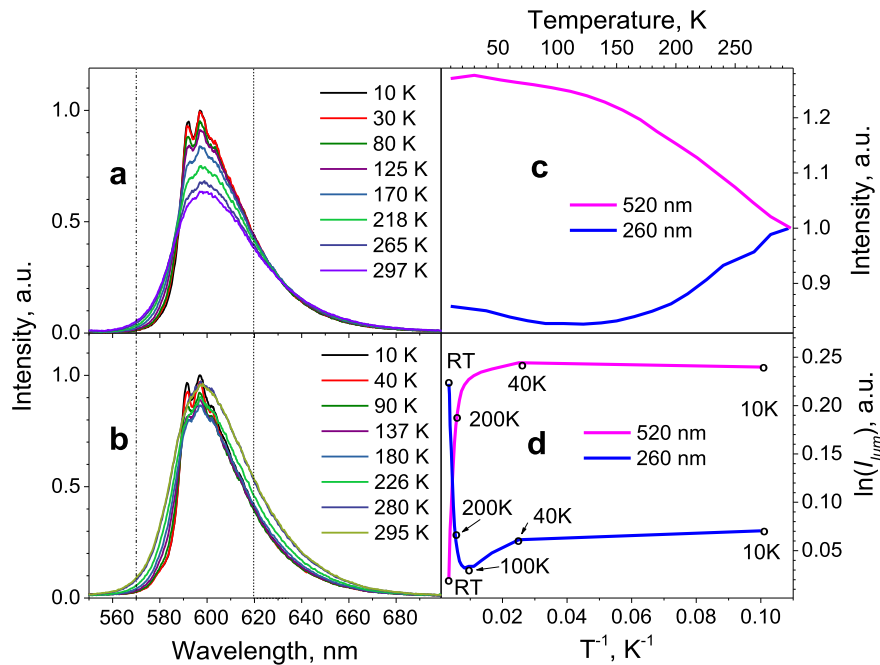 Temperature, K
50 100 150 200 250
a
10 K
30 K
80 K
125 K
170 K
218 K
265 K
297 K
1.0
0.5
0.0
c
520 nm
260 nm
1.2
1.1
1.0
0.9
Intensity, a.u.
Intensity, a.u.
b
10 K
40 K
90 K
137 K
180 K
226 K
280 K
295 K
1.0
0.5
0.0
560 580 600 620 640 660 680
Wavelength, nm
d
RT
40K
10K
200K
520 nm
260 nm
200K
40K
100K
10K
RT
0.25
0.20
0.15
0.10
0.05
ln(I_lum), a.u.
0.02 0.04 0.06 0.08 0.10
T⁻¹, K⁻¹